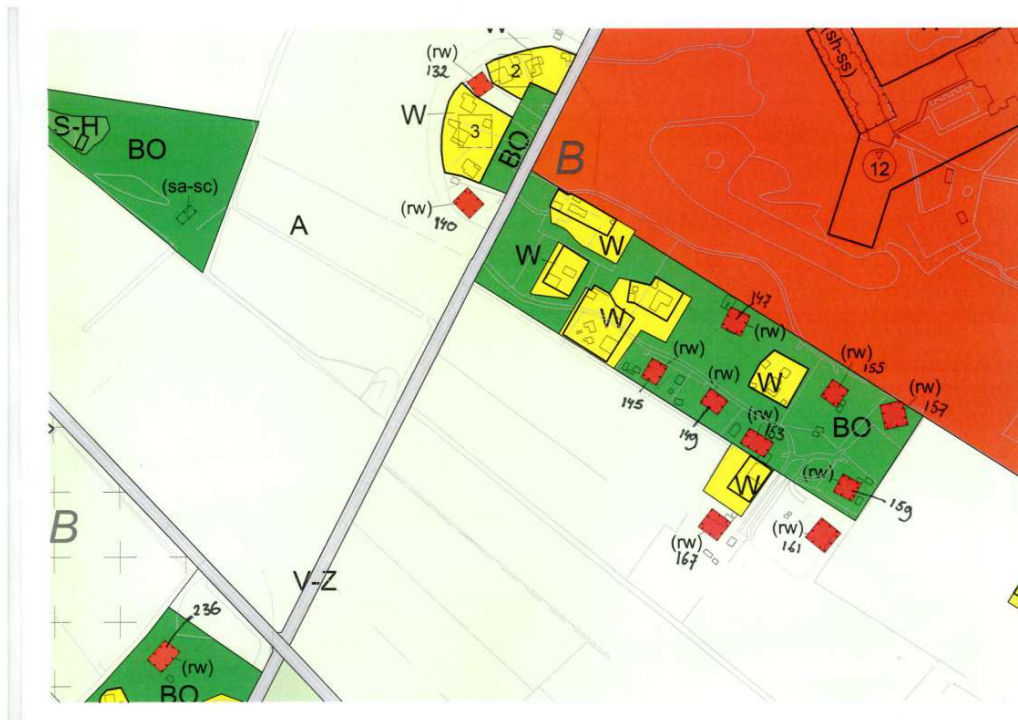 W
(rw)
132
2
(sh-ss)
S-H
BO
W
3
BO
B
12
(sa-sc)
(rw)
140
A
W
W
W
147
(rw)
(rw)
145
(rw)
149
W
(rw)
155
(rw)
157
(rw)
153
BO
W
(rw)
159
B
(rw)
167
(rw)
161
V-Z
236
(rw)
BO